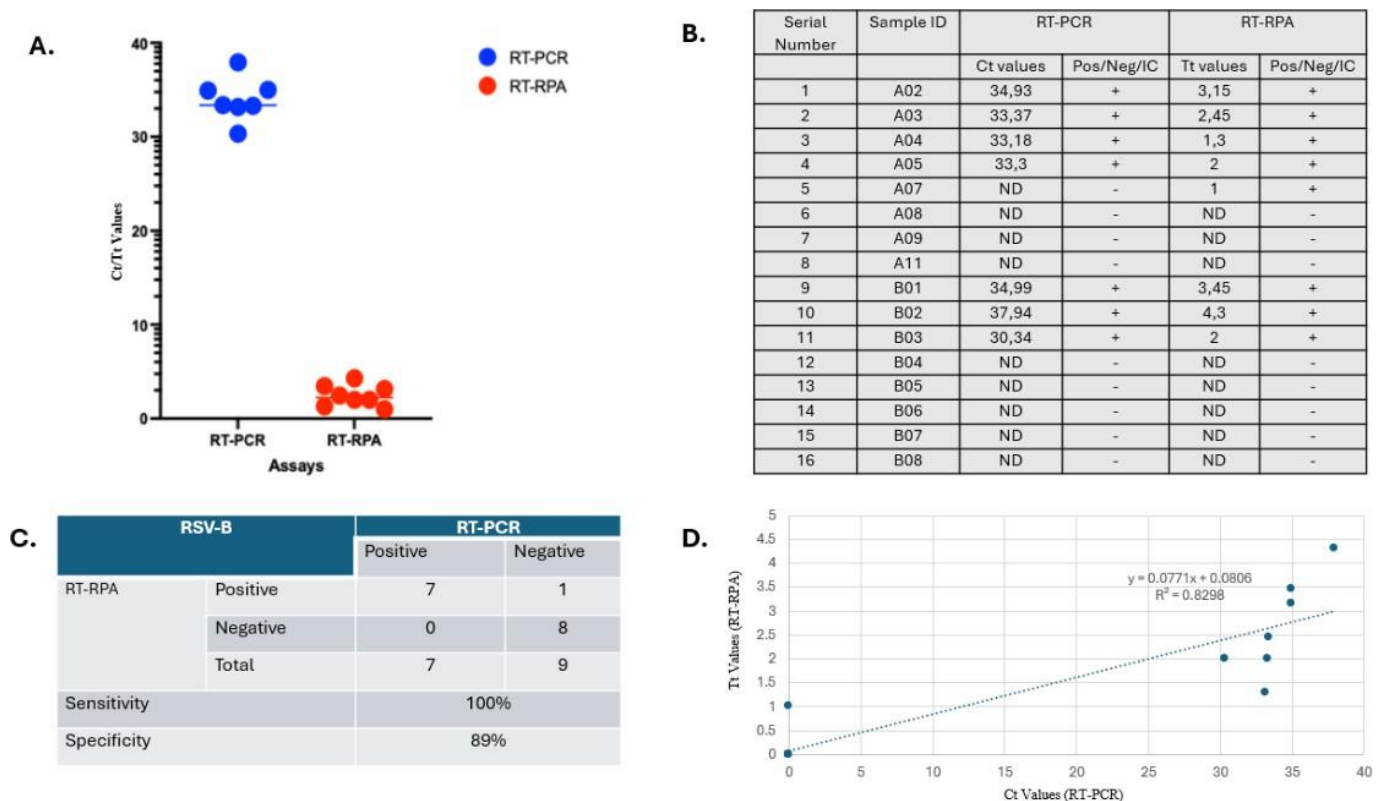 A.
40
30
20
10
0
Ct/Tt Values
RT-PCR
RT-RPA
Assays
RT-PCR
RT-RPA
B.
Serial Number Sample ID RT-PCR RT-RPA
Ct values Pos/Neg/IC Tt values Pos/Neg/IC
1 A02 34,93 + 3,15 +
2 A03 33,37 + 2,45 +
3 A04 33,18 + 1,3 +
4 A05 33,3 + 2 +
5 A07 ND - 1 +
6 A08 ND - ND -
7 A09 ND - ND -
8 A11 ND - ND -
9 B01 34,99 + 3,45 +
10 B02 37,94 + 4,3 +
11 B03 30,34 + 2 +
12 B04 ND - ND -
13 B05 ND - ND -
14 B06 ND - ND -
15 B07 ND - ND -
16 B08 ND - ND -
C.
RSV-B RT-PCR
Positive Negative
RT-RPA Positive 7 1
Negative 0 8
Total 7 9
Sensitivity 100%
Specificity 89%
D.
5
4.5
4
3.5
3
2.5
2
1.5
1
0.5
0
Tt Values (RT-RPA)
y = 0.0771x + 0.0806
R² = 0.8298
0 5 10 15 20 25 30 35 40
Ct Values (RT-PCR)